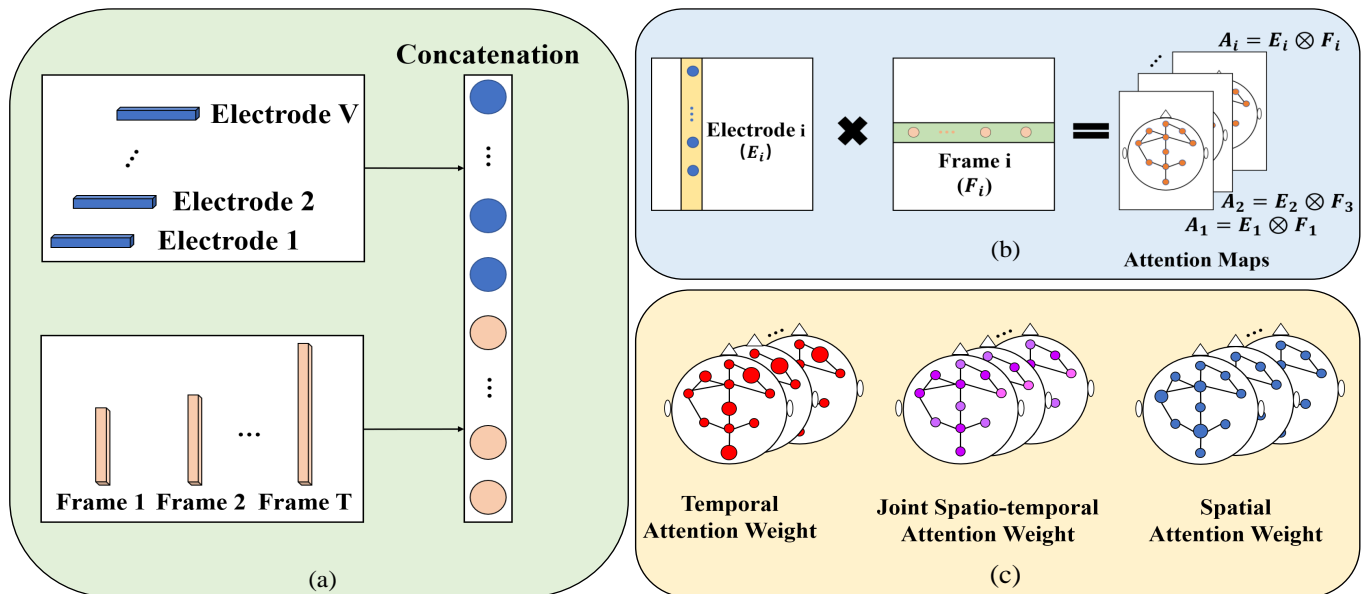 Concatenation
Electrode V
Electrode 2
Electrode 1
Frame 1 Frame 2 Frame T
(a)
Electrode i
(E_i)
Frame i
(F_i)
A_i = E_i ⊗ F_i
A_2 = E_2 ⊗ F_3
A_1 = E_1 ⊗ F_1
(b)
Attention Maps
Temporal
Attention Weight
Joint Spatio-temporal
Attention Weight
Spatial
Attention Weight
(c)